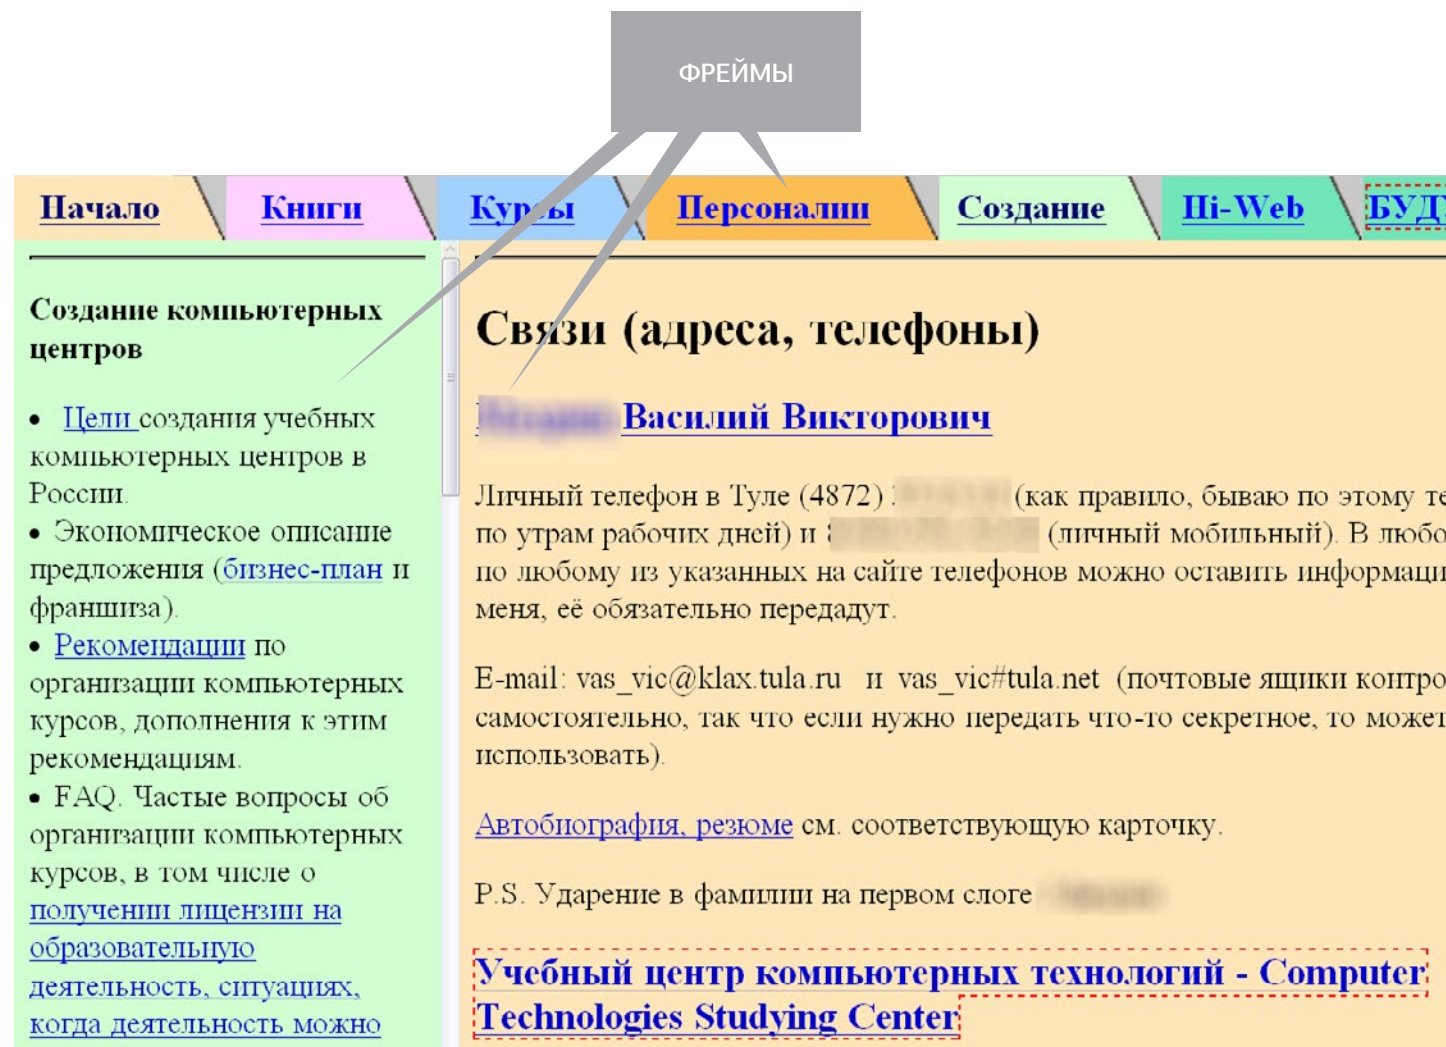 ФРЕЙМЫ
Начало Книги Курсы Персоналии Создание Hi-Web БУДУ
Создание компьютерных
центров
• Цели создания учебных
компьютерных центров в
России.
• Экономическое описание
предложения (бизнес-план и
франшиза).
• Рекомендации по
организации компьютерных
курсов, дополнения к этим
рекомендациям.
• FAQ. Частые вопросы об
организации компьютерных
курсов, в том числе о
получении лицензии на
образовательную
деятельность, ситуациях,
когда деятельность можно
Связи (адреса, телефоны)
Василий Викторович
Личный телефон в Туле (4872) (как правило, бываю по этому те
по утрам рабочих дней) и (личный мобильный). В любо
по любому из указанных на сайте телефонов можно оставить информаци
меня, её обязательно передадут.
E-mail: vas_vic@klax.tula.ru и vas_vic#tula.net (почтовые ящики контро
самостоятельно, так что если нужно передать что-то секретное, то может
использовать).
Автобиография, резюме см. соответствующую карточку.
P.S. Ударение в фамилии на первом слоге
Учебный центр компьютерных технологий - Computer
Technologies Studying Center